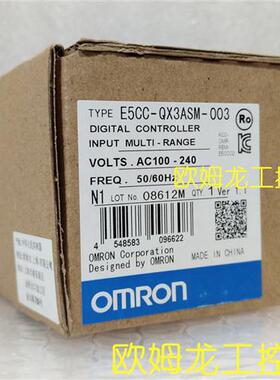 TYPE E5CC-QX3ASM-003
DIGITAL CONTROLLER
INPUT MULTI-RANGE
VOLTS. AC100-240
FREQ. 50/60Hz
N1 LOT No. 08612M QTY. 1 Ver 1.1
4 548583 096622
OMRON Corporation
Designed by OMRON
MADE IN CHINA
OMRON
欧姆龙工控
欧姆龙工控